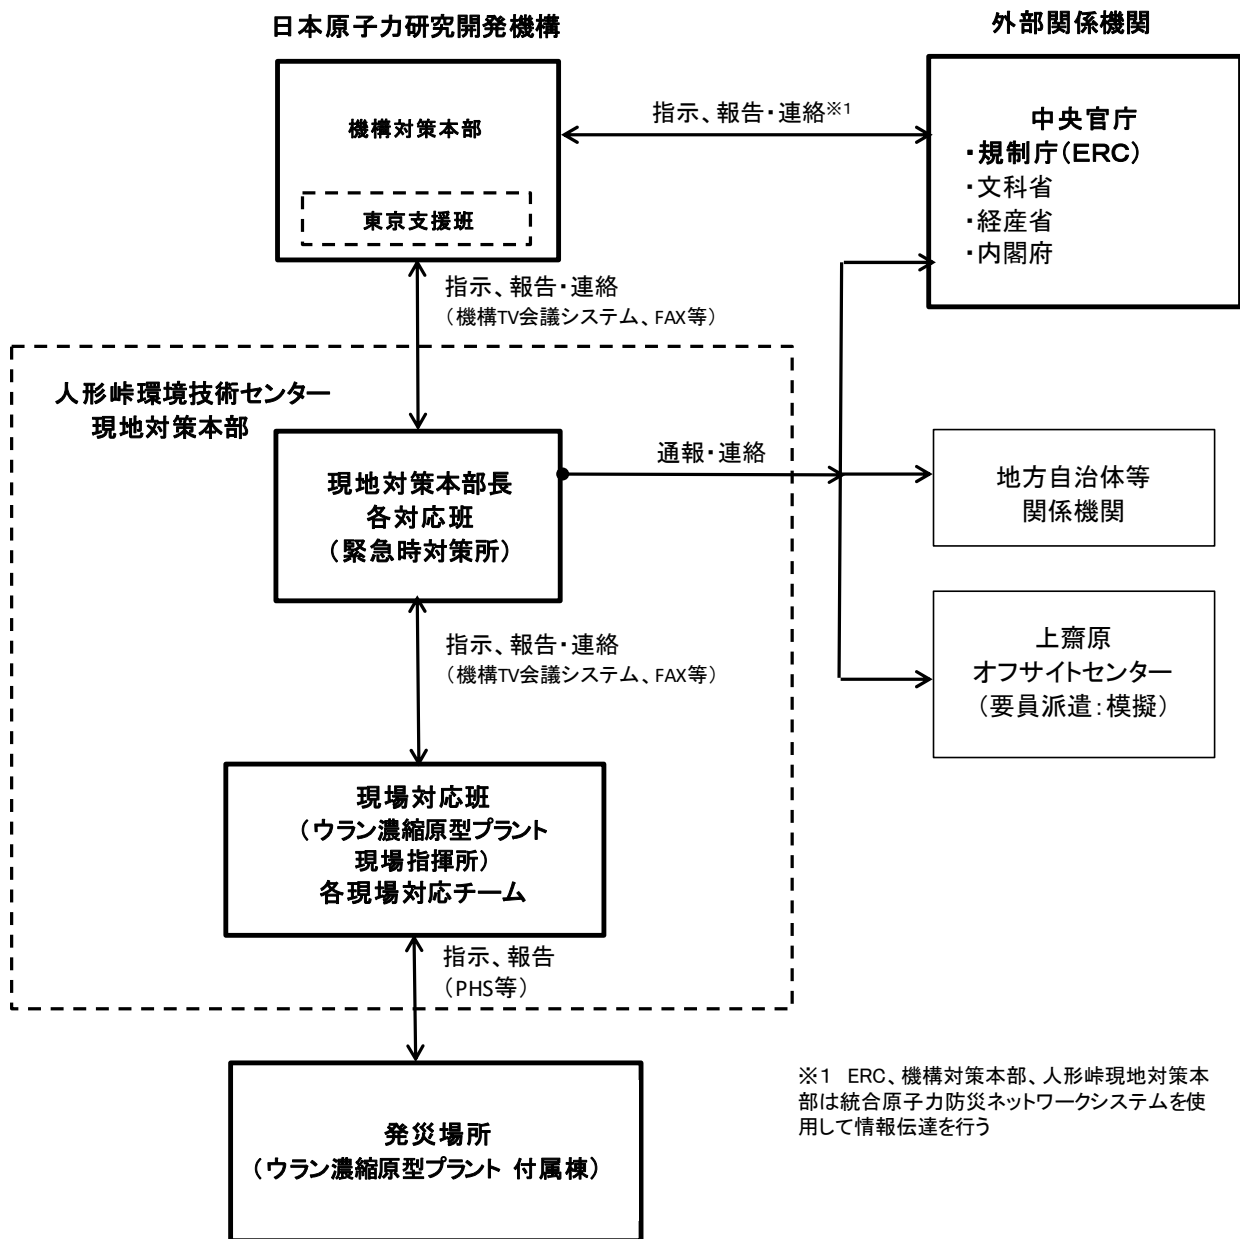 日本原子力研究開発機構
外部関係機関
機構対策本部
東京支援班
指示、報告・連絡※1
中央官庁
・規制庁(ERC)
・文科省
・経産省
・内閣府
指示、報告・連絡
(機構TV会議システム、FAX等)
人形峠環境技術センター
現地対策本部
現地対策本部長
各対応班
(緊急時対策所)
通報・連絡
地方自治体等
関係機関
指示、報告・連絡
(機構TV会議システム、FAX等)
上齋原
オフサイトセンター
(要員派遣:模擬)
現場対応班
(ウラン濃縮原型プラント
現場指揮所)
各現場対応チーム
指示、報告
(PHS等)
発災場所
(ウラン濃縮原型プラント 付属棟)
※1 ERC、機構対策本部、人形峠現地対策本
部は統合原子力防災ネットワークシステムを使
用して情報伝達を行う